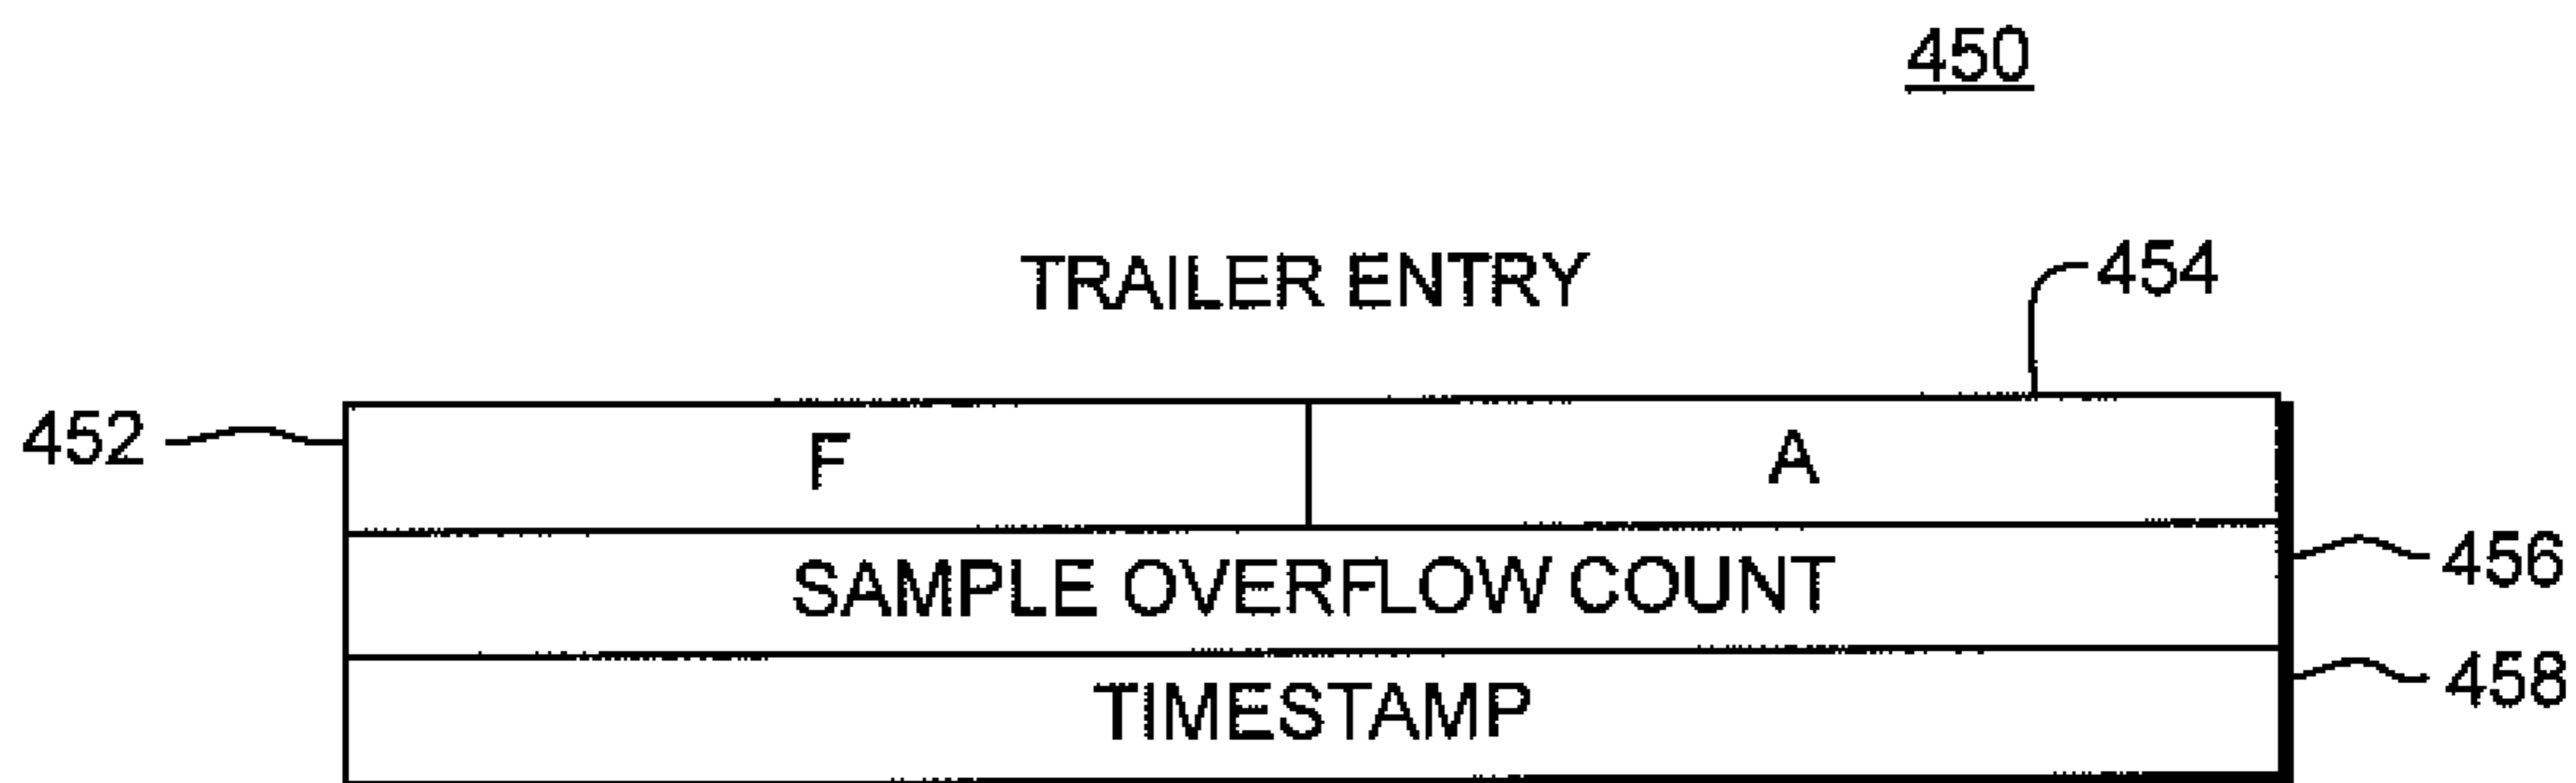 450
TRAILER ENTRY
454
452
F A
SAMPLE OVERFLOW COUNT
456
TIMESTAMP
458